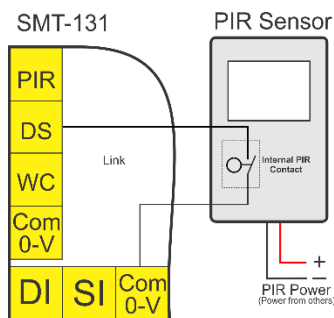 SMT-131
PIR Sensor
PIR
DS
WC
Com
0-V
DI
SI
Com
0-V
Link
Internal PIR
Contact
+
−
PIR Power
(Power from others)